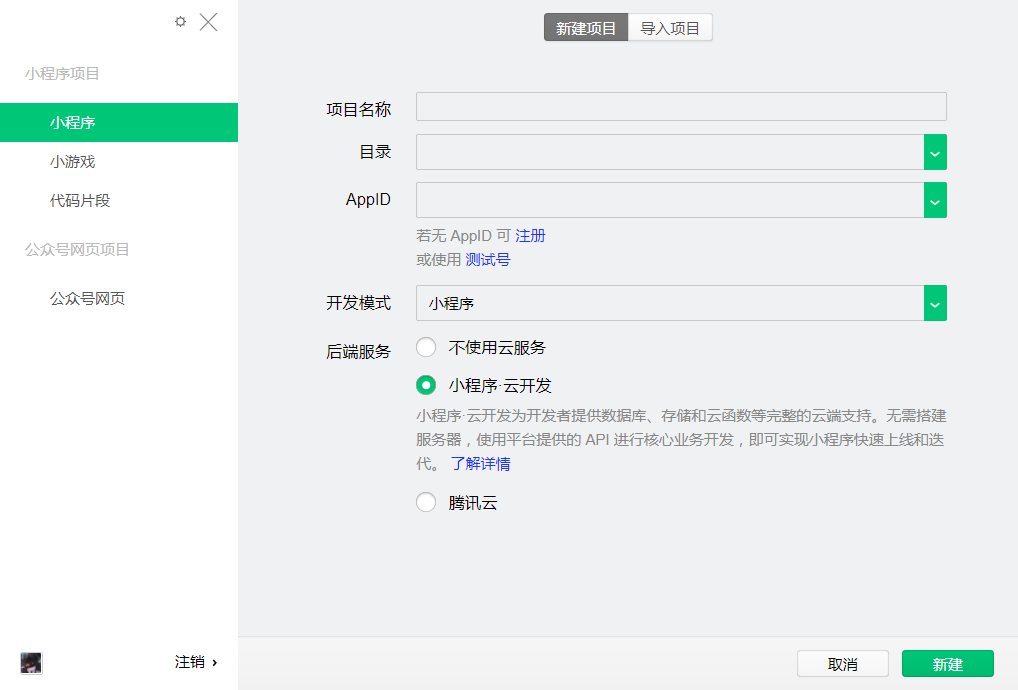 小程序项目
小程序
小游戏
代码片段
公众号网页项目
公众号网页
注销 ›
新建项目 导入项目
项目名称
目录
AppID
若无 AppID 可 注册
或使用 测试号
开发模式 小程序
后端服务 不使用云服务
小程序·云开发
小程序·云开发为开发者提供数据库、存储和云函数等完整的云端支持。无需搭建
服务器，使用平台提供的 API 进行核心业务开发，即可实现小程序快速上线和迭
代。 了解详情
腾讯云
取消 新建